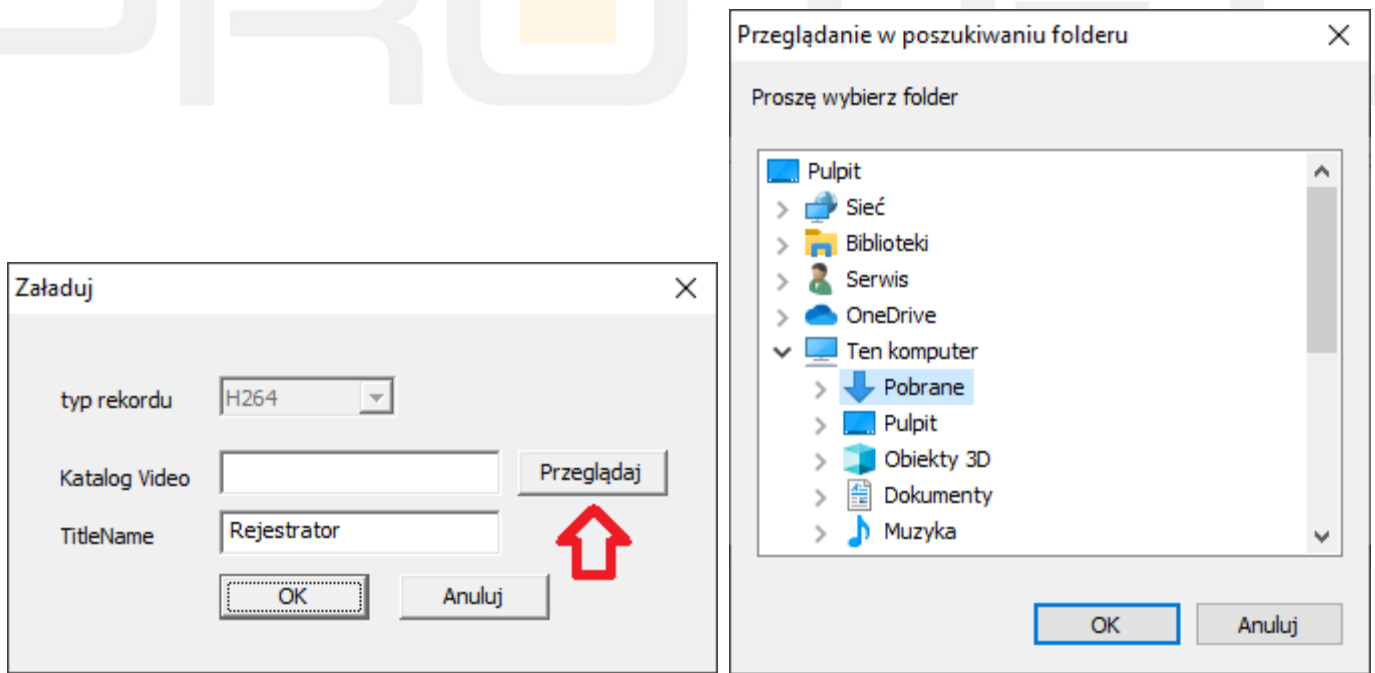 Załaduj
typ rekordu
H264
Katalog Video
Przeglądaj
TitleName
Rejestrator
OK
Anuluj
Przeglądanie w poszukiwaniu folderu
Proszę wybierz folder
Pulpit
Sieć
Biblioteki
Serwis
OneDrive
Ten komputer
Pobrane
Pulpit
Obiekty 3D
Dokumenty
Muzyka
OK
Anuluj